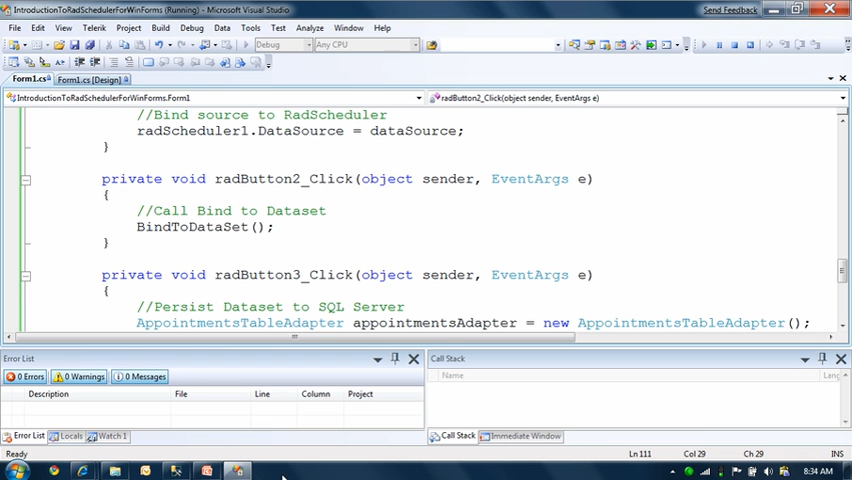 IntroductionToRadSchedulerForWinForms (Running) - Microsoft Visual Studio
Send Feedback
File Edit View Telerik Project Build Debug Data Tools Test Analyze Window Help
Debug Any CPU
Form1.cs Form1.cs [Design]
IntroductionToRadSchedulerForWinForms.Form1 radButton2_Click(object sender, EventArgs e)
//Bind source to RadScheduler
radScheduler1.DataSource = dataSource;
}
private void radButton2_Click(object sender, EventArgs e)
{
//Call Bind to Dataset
BindToDataSet();
}
private void radButton3_Click(object sender, EventArgs e)
{
//Persist Dataset to SQL Server
AppointmentsTableAdapter appointmentsAdapter = new AppointmentsTableAdapter();
Error List Call Stack
0 Errors 0 Warnings 0 Messages
Name Lang
Description File Line Column Project
Error List Locals Watch 1 Call Stack Immediate Window
Ready Ln 111 Col 29 Ch 29 INS
8:34 AM